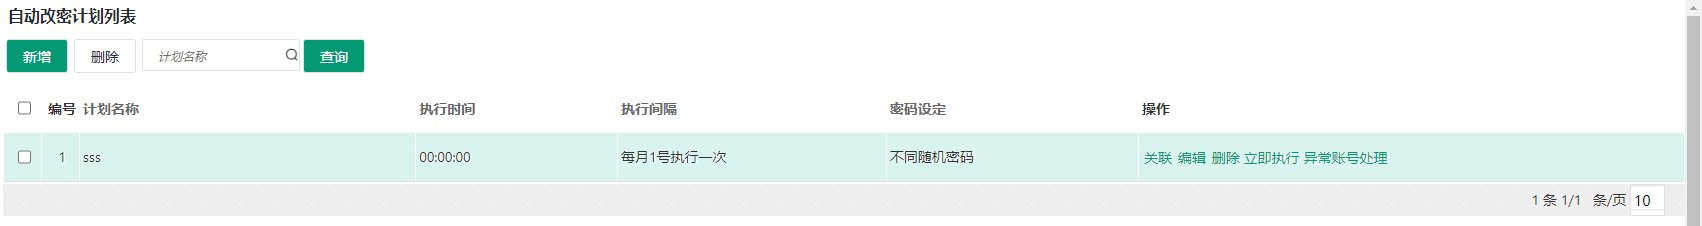 自动改密计划列表
新增 删除 计划名称 查询
编号 计划名称 执行时间 执行间隔 密码设定 操作
1 sss 00:00:00 每月1号执行一次 不同随机密码 关联 编辑 删除 立即执行 异常账号处理
1 条 1/1 条/页 10